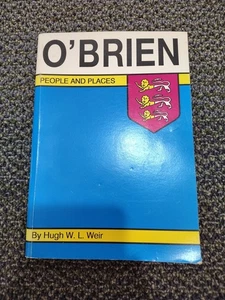 O'BRIEN
PEOPLE AND PLACES
By Hugh W. L. Weir